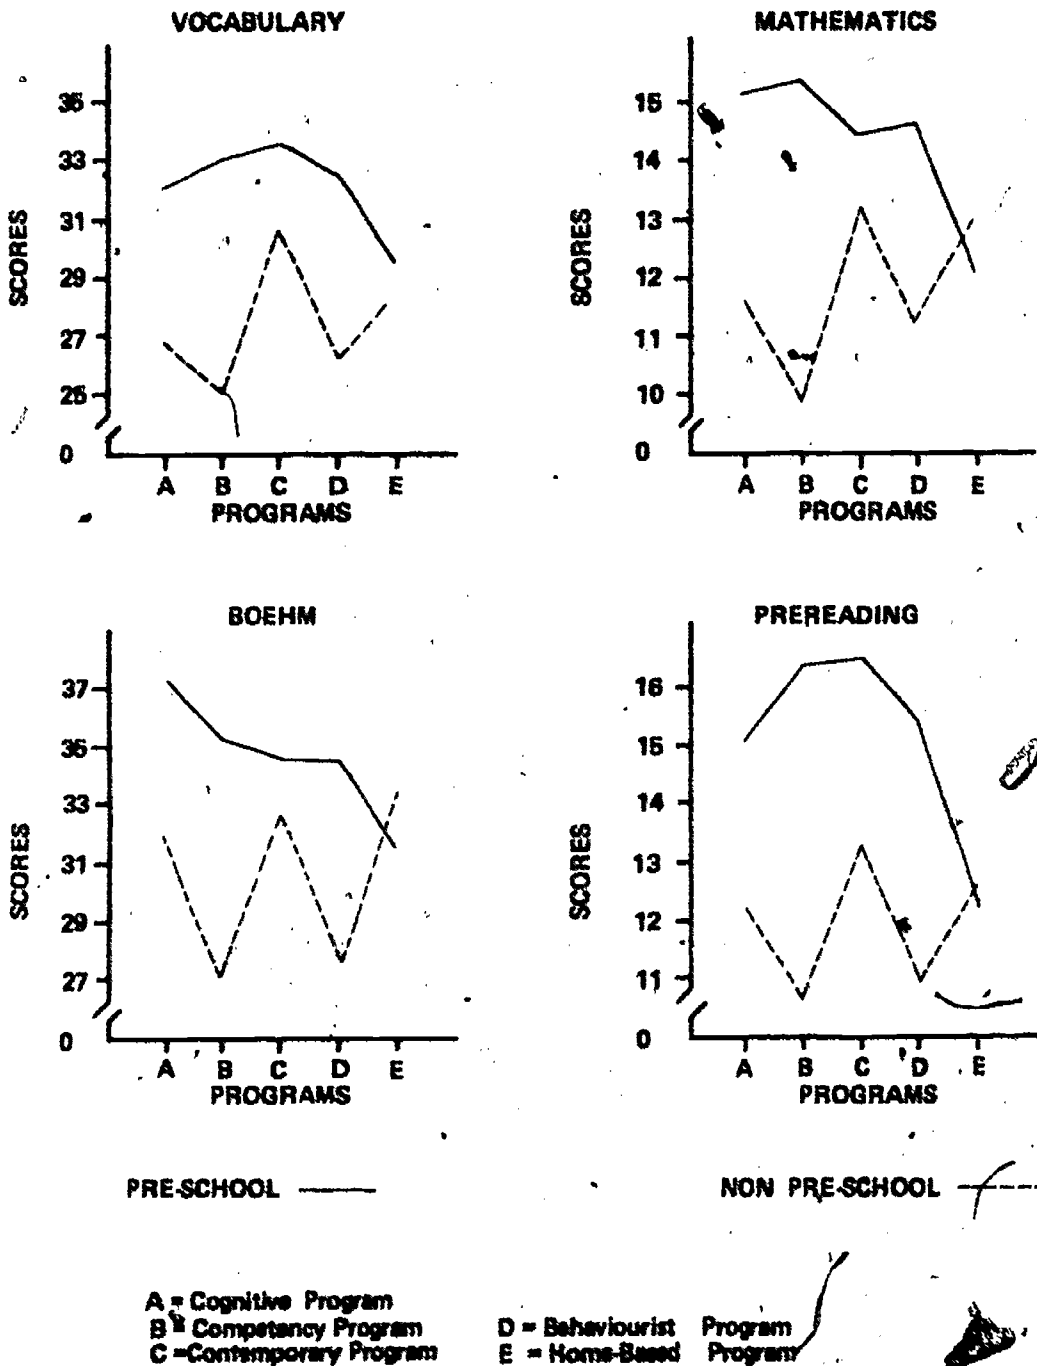 VOCABULARY
35
33
31
29
27
25
0
SCORES
A B C D E
PROGRAMS
MATHEMATICS
15
14
13
12
11
10
0
SCORES
A B C D E
PROGRAMS
BOEHM
37
35
33
31
29
27
0
SCORES
A B C D E
PROGRAMS
PREREADING
16
15
14
13
12
11
0
SCORES
A B C D E
PROGRAMS
PRE-SCHOOL
NON PRE-SCHOOL
A = Cognitive Program
B = Competency Program
C = Contemporary Program
D = Behaviourist Program
E = Home-Based Program